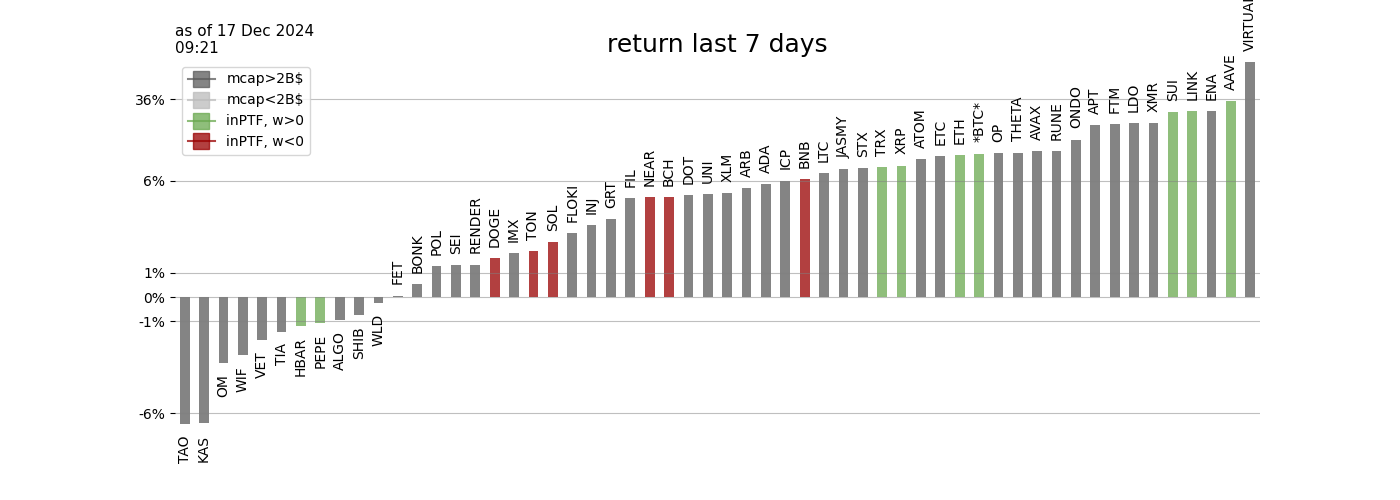 as of 17 Dec 2024
09:21
return last 7 days
mcap>2B$
mcap<2B$
inPTF, w>0
inPTF, w<0
36%
6%
1%
0%
-1%
-6%
TAO
KAS
OM
WIF
VET
TIA
HBAR
PEPE
ALGO
SHIB
WLD
FET
BONK
POL
SEI
RENDER
DOGE
IMX
TON
SOL
FLOKI
INJ
GRT
FIL
NEAR
BCH
DOT
UNI
XLM
ARB
ADA
ICP
BNB
LTC
JASMY
STX
TRX
XRP
ATOM
ETC
ETH
*BTC*
OP
THETA
AVAX
RUNE
ONDO
APT
FTM
LDO
XMR
SUI
LINK
ENA
AAVE
VIRTUAL